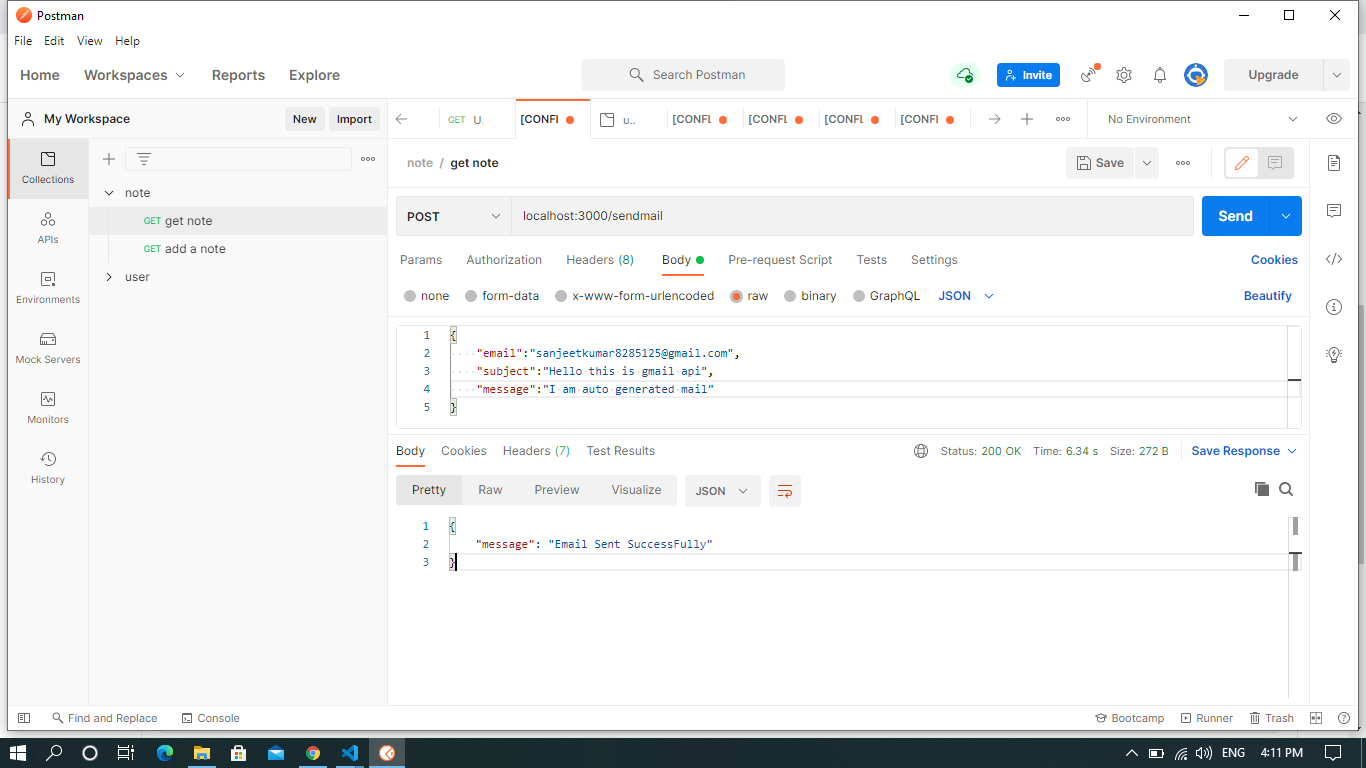 Postman
File Edit View Help
Home Workspaces Reports Explore
Search Postman
Invite
Upgrade
My Workspace
New Import
GET U.
[CONFL
u..
[CONFL
[CONFL
[CONFL
[CONFL
No Environment
Collections
APIs
Environments
Mock Servers
Monitors
History
note
GET get note
GET add a note
user
note / get note
Save
POST
localhost:3000/sendmail
Send
Params Authorization Headers (8) Body Pre-request Script Tests Settings
Cookies
none form-data x-www-form-urlencoded raw binary GraphQL JSON
Beautify
1 {
2 "email":"sanjeetkumar8285125@gmail.com",
3 "subject":"Hello this is gmail api",
4 "message":"I am auto generated mail"
5 }
Body Cookies Headers (7) Test Results
Status: 200 OK Time: 6.34 s Size: 272 B
Save Response
Pretty Raw Preview Visualize JSON
1 {
2 "message": "Email Sent SuccessFully"
3 }
Find and Replace Console
Bootcamp Runner Trash
ENG 4:11 PM